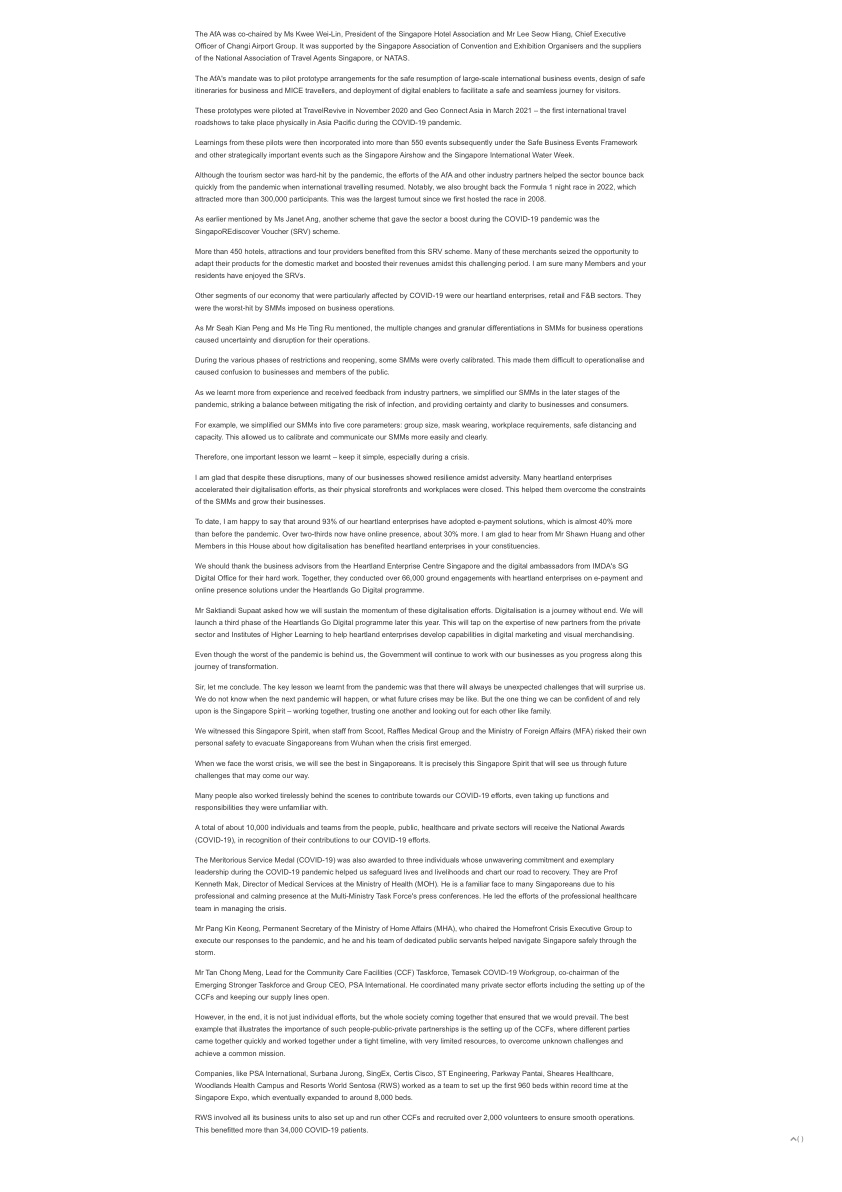 The AfA was co-chaired by Ms Kwee Wei-Lin, President of the Singapore Hotel Association and Mr Lee Seow Hiang, Chief Executive
Officer of Changi Airport Group. It was supported by the Singapore Association of Convention and Exhibition Organisers and the suppliers
of the National Association of Travel Agents Singapore, or NATAS.
The AfA's mandate was to pilot prototype arrangements for the safe resumption of large-scale international business events, design of safe
itineraries for business and MICE travellers, and deployment of digital enablers to facilitate a safe and seamless journey for visitors.
These prototypes were piloted at TravelRevive in November 2020 and Geo Connect Asia in March 2021 – the first international travel
roadshows to take place physically in Asia Pacific during the COVID-19 pandemic.
Learnings from these pilots were then incorporated into more than 550 events subsequently under the Safe Business Events Framework
and other strategically important events such as the Singapore Airshow and the Singapore International Water Week.
Although the tourism sector was hard-hit by the pandemic, the efforts of the AfA and other industry partners helped the sector bounce back
quickly from the pandemic when international travelling resumed. Notably, we also brought back the Formula 1 night race in 2022, which
attracted more than 300,000 participants. This was the largest turnout since we first hosted the race in 2008.
As earlier mentioned by Ms Janet Ang, another scheme that gave the sector a boost during the COVID-19 pandemic was the
SingapoREdiscover Voucher (SRV) scheme.
More than 450 hotels, attractions and tour providers benefited from this SRV scheme. Many of these merchants seized the opportunity to
adapt their products for the domestic market and boosted their revenues amidst this challenging period. I am sure many Members and your
residents have enjoyed the SRVs.
Other segments of our economy that were particularly affected by COVID-19 were our heartland enterprises, retail and F&B sectors. They
were the worst-hit by SMMs imposed on business operations.
As Mr Seah Kian Peng and Ms He Ting Ru mentioned, the multiple changes and granular differentiations in SMMs for business operations
caused uncertainty and disruption for their operations.
During the various phases of restrictions and reopening, some SMMs were overly calibrated. This made them difficult to operationalise and
caused confusion to businesses and members of the public.
As we learnt more from experience and received feedback from industry partners, we simplified our SMMs in the later stages of the
pandemic, striking a balance between mitigating the risk of infection, and providing certainty and clarity to businesses and consumers.
For example, we simplified our SMMs into five core parameters: group size, mask wearing, workplace requirements, safe distancing and
capacity. This allowed us to calibrate and communicate our SMMs more easily and clearly.
Therefore, one important lesson we learnt – keep it simple, especially during a crisis.
I am glad that despite these disruptions, many of our businesses showed resilience amidst adversity. Many heartland enterprises
accelerated their digitalisation efforts, as their physical storefronts and workplaces were closed. This helped them overcome the constraints
of the SMMs and grow their businesses.
To date, I am happy to say that around 93% of our heartland enterprises have adopted e-payment solutions, which is almost 40% more
than before the pandemic. Over two-thirds now have online presence, about 30% more. I am glad to hear from Mr Shawn Huang and other
Members in this House about how digitalisation has benefited heartland enterprises in your constituencies.
We should thank the business advisors from the Heartland Enterprise Centre Singapore and the digital ambassadors from IMDA's SG
Digital Office for their hard work. Together, they conducted over 66,000 ground engagements with heartland enterprises on e-payment and
online presence solutions under the Heartlands Go Digital programme.
Mr Saktiandi Supaat asked how we will sustain the momentum of these digitalisation efforts. Digitalisation is a journey without end. We will
launch a third phase of the Heartlands Go Digital programme later this year. This will tap on the expertise of new partners from the private
sector and Institutes of Higher Learning to help heartland enterprises develop capabilities in digital marketing and visual merchandising.
Even though the worst of the pandemic is behind us, the Government will continue to work with our businesses as you progress along this
journey of transformation.
Sir, let me conclude. The key lesson we learnt from the pandemic was that there will always be unexpected challenges that will surprise us.
We do not know when the next pandemic will happen, or what future crises may be like. But the one thing we can be confident of and rely
upon is the Singapore Spirit – working together, trusting one another and looking out for each other like family.
We witnessed this Singapore Spirit, when staff from Scoot, Raffles Medical Group and the Ministry of Foreign Affairs (MFA) risked their own
personal safety to evacuate Singaporeans from Wuhan when the crisis first emerged.
When we face the worst crisis, we will see the best in Singaporeans. It is precisely this Singapore Spirit that will see us through future
challenges that may come our way.
Many people also worked tirelessly behind the scenes to contribute towards our COVID-19 efforts, even taking up functions and
responsibilities they were unfamiliar with.
A total of about 10,000 individuals and teams from the people, public, healthcare and private sectors will receive the National Awards
(COVID-19), in recognition of their contributions to our COVID-19 efforts.
The Meritorious Service Medal (COVID-19) was also awarded to three individuals whose unwavering commitment and exemplary
leadership during the COVID-19 pandemic helped us safeguard lives and livelihoods and chart our road to recovery. They are Prof
Kenneth Mak, Director of Medical Services at the Ministry of Health (MOH). He is a familiar face to many Singaporeans due to his
professional and calming presence at the Multi-Ministry Task Force's press conferences. He led the efforts of the professional healthcare
team in managing the crisis.
Mr Pang Kin Keong, Permanent Secretary of the Ministry of Home Affairs (MHA), who chaired the Homefront Crisis Executive Group to
execute our responses to the pandemic, and he and his team of dedicated public servants helped navigate Singapore safely through the
storm.
Mr Tan Chong Meng, Lead for the Community Care Facilities (CCF) Taskforce, Temasek COVID-19 Workgroup, co-chairman of the
Emerging Stronger Taskforce and Group CEO, PSA International. He coordinated many private sector efforts including the setting up of the
CCFs and keeping our supply lines open.
However, in the end, it is not just individual efforts, but the whole society coming together that ensured that we would prevail. The best
example that illustrates the importance of such people-public-private partnerships is the setting up of the CCFs, where different parties
came together quickly and worked together under a tight timeline, with very limited resources, to overcome unknown challenges and
achieve a common mission.
Companies, like PSA International, Surbana Jurong, SingEx, Certis Cisco, ST Engineering, Parkway Pantai, Sheares Healthcare,
Woodlands Health Campus and Resorts World Sentosa (RWS) worked as a team to set up the first 960 beds within record time at the
Singapore Expo, which eventually expanded to around 8,000 beds.
RWS involved all its business units to also set up and run other CCFs and recruited over 2,000 volunteers to ensure smooth operations.
This benefitted more than 34,000 COVID-19 patients.
( )